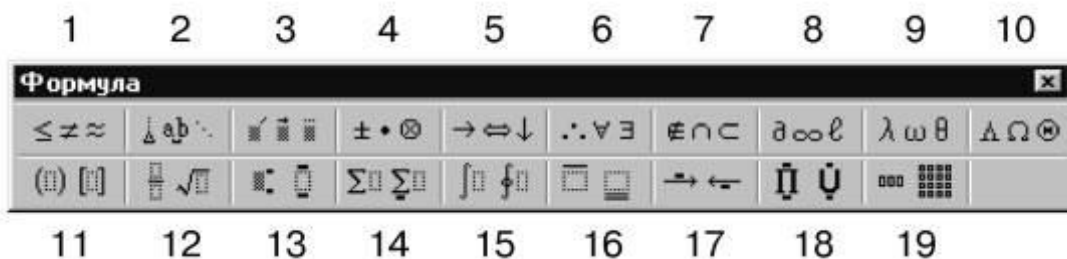 1 2 3 4 5 6 7 8 9 10
Формула
≤ ≠ ≈ ab ⋱ ± • ⊗ → ⇔ ↓ ∴ ∀ ∃ ∉ ∩ ⊂ ∂ ∞ ℓ λ ω θ Λ Ω Θ
(▯) [▯] √▯ Σ▯ Σ▯ ∫▯ ∮▯ → ← Π Ụ
11 12 13 14 15 16 17 18 19